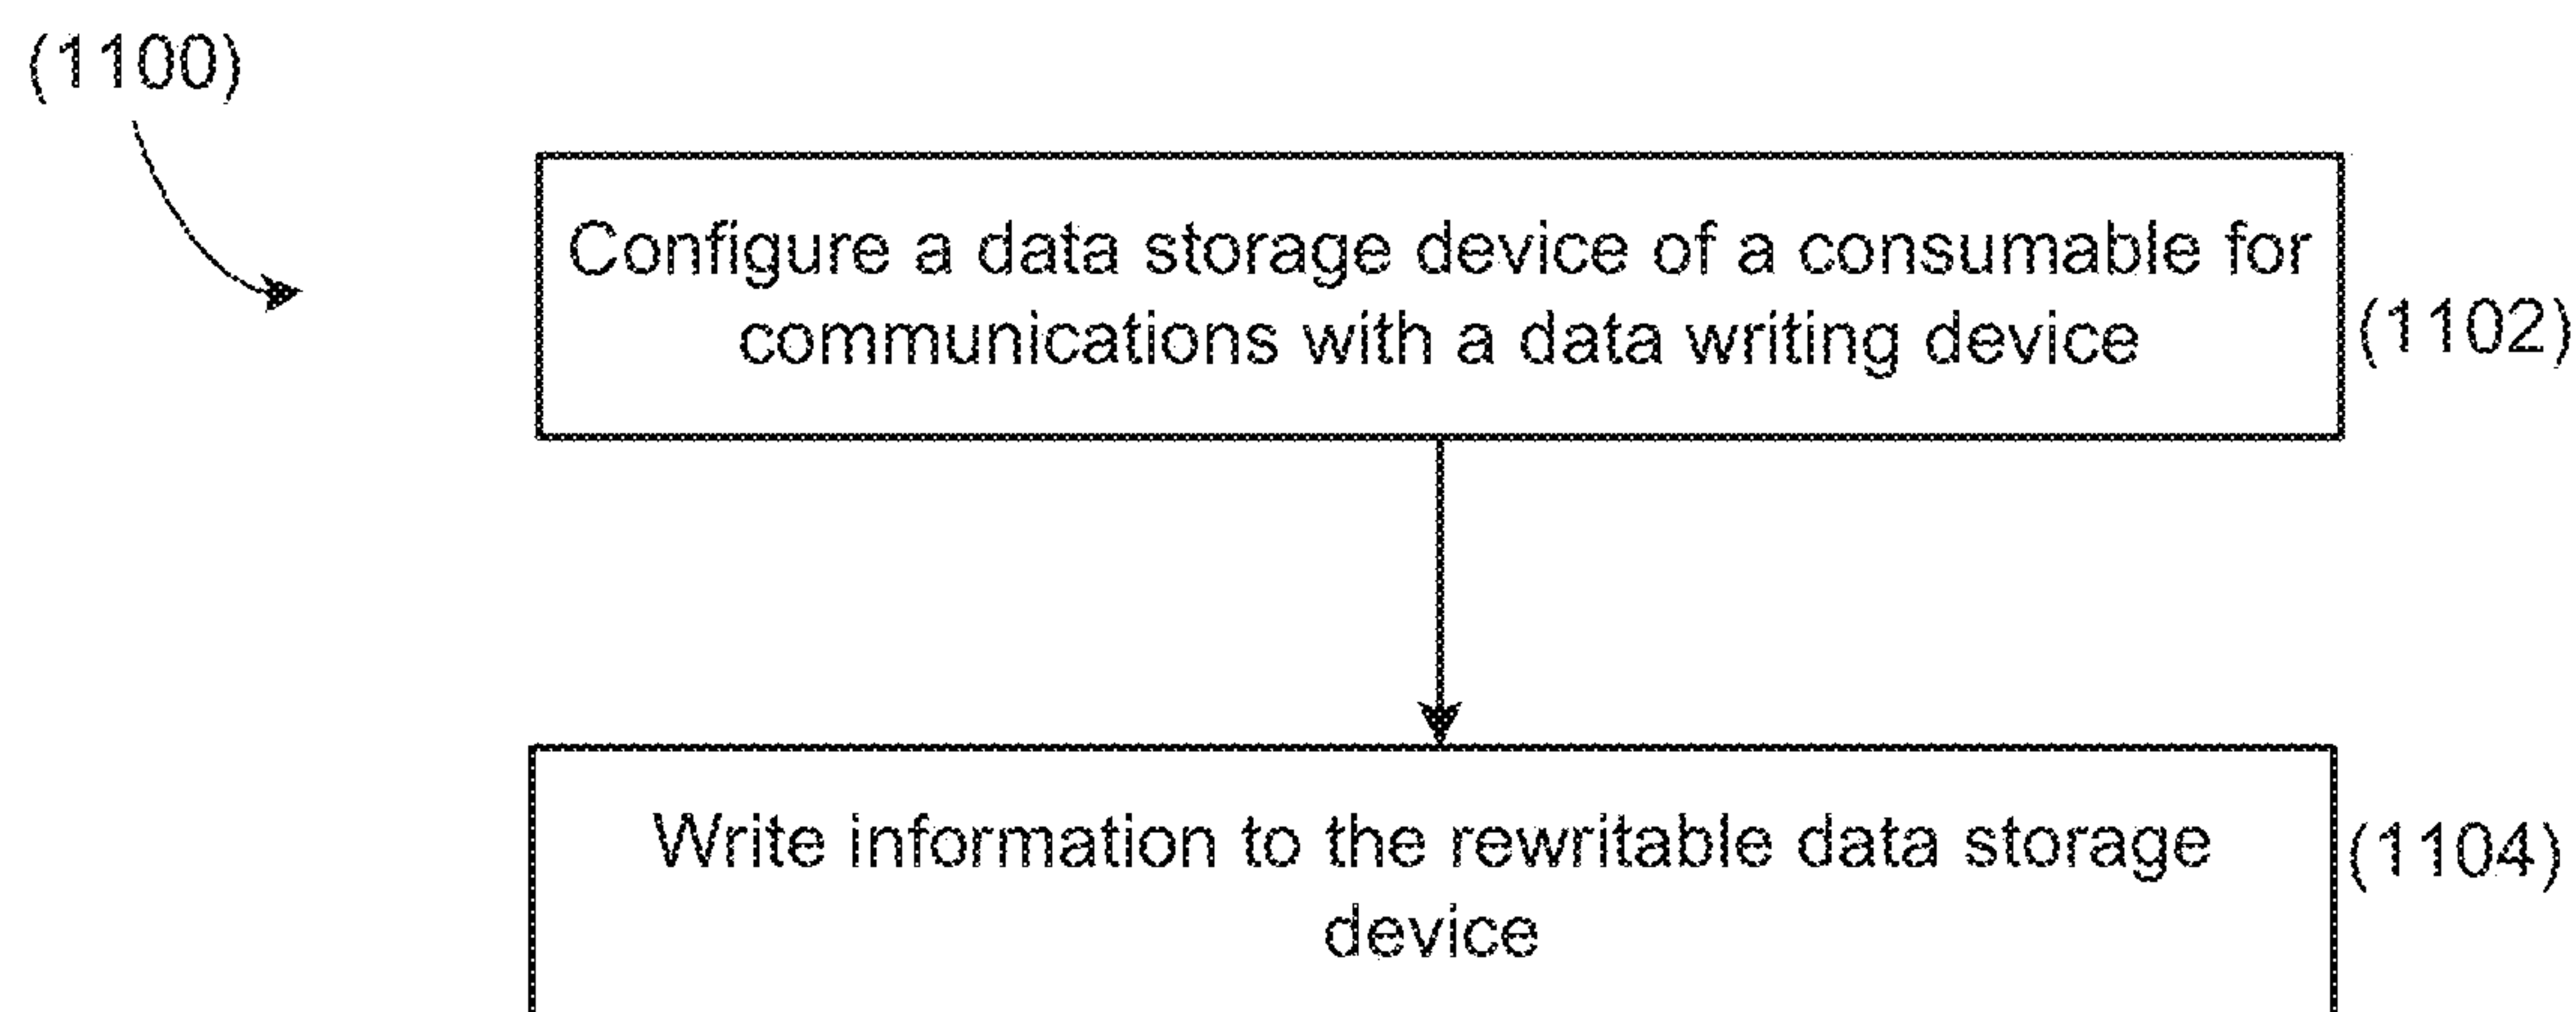 (1100)
Configure a data storage device of a consumable for
communications with a data writing device
(1102)
Write information to the rewritable data storage
device
(1104)